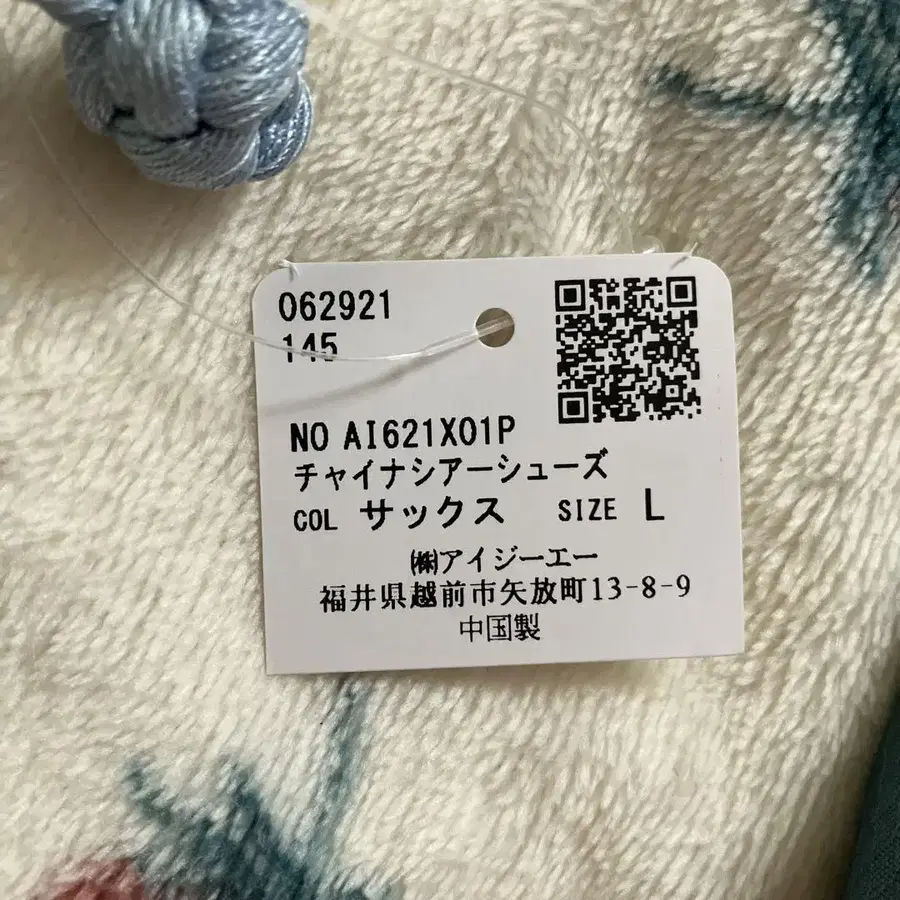 062921
145
NO AI621X01P
チャイナシアーシューズ
COL サックス SIZE L
㈱アイジーエー
福井県越前市矢放町13-8-9
中国製